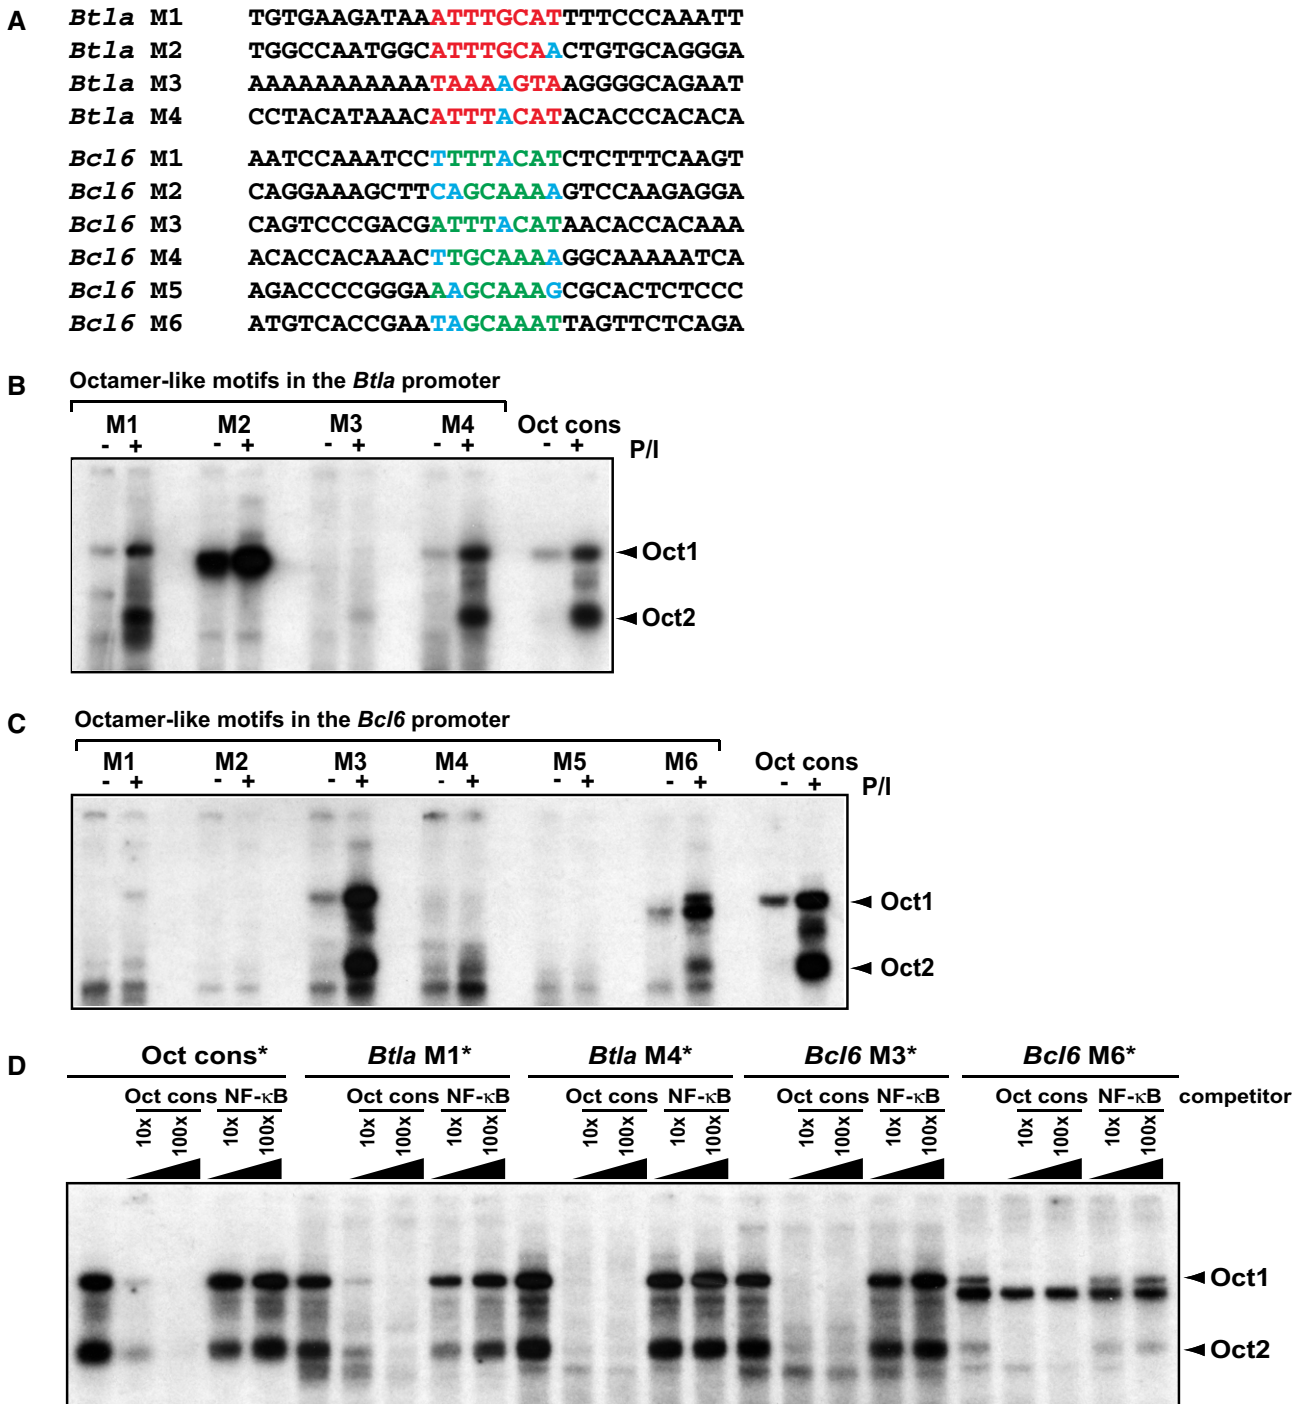 A
Btla M1 TGTGAAGATAAATTTGCATTTTCCCAAATT
Btla M2 TGGCCAATGGCATTTGCAACTGTGCAGGGA
Btla M3 AAAAAAAAAAATAAAAGTAAGGGGCAGAAT
Btla M4 CCTACATAAACATTTACATACACCCACACA
Bcl6 M1 AATCCAAATCCTTTTACATCTCTTTCAAGT
Bcl6 M2 CAGGAAAGCTTCAGCAAAAGTCCAAGAGGA
Bcl6 M3 CAGTCCCGACGATTTACATAACACCACAAA
Bcl6 M4 ACACCACAAACTTGCAAAAGGCAAAAATCA
Bcl6 M5 AGACCCCGGGAAAGCAAAGCGCACTCTCCC
Bcl6 M6 ATGTCACCGAATAGCAAATTAGTTCTCAGA
B
Octamer-like motifs in the Btla promoter
M1 M2 M3 M4 Oct cons
- + - + - + - + - + P/I
Oct1
Oct2
C
Octamer-like motifs in the Bcl6 promoter
M1 M2 M3 M4 M5 M6 Oct cons
- + - + - + - + - + - + - + P/I
Oct1
Oct2
D
Oct cons* Btla M1* Btla M4* Bcl6 M3* Bcl6 M6*
Oct cons NF-κB Oct cons NF-κB Oct cons NF-κB Oct cons NF-κB Oct cons NF-κB competitor
10x 100x 10x 100x 10x 100x 10x 100x 10x 100x 10x 100x 10x 100x 10x 100x 10x 100x 10x 100x
Oct1
Oct2